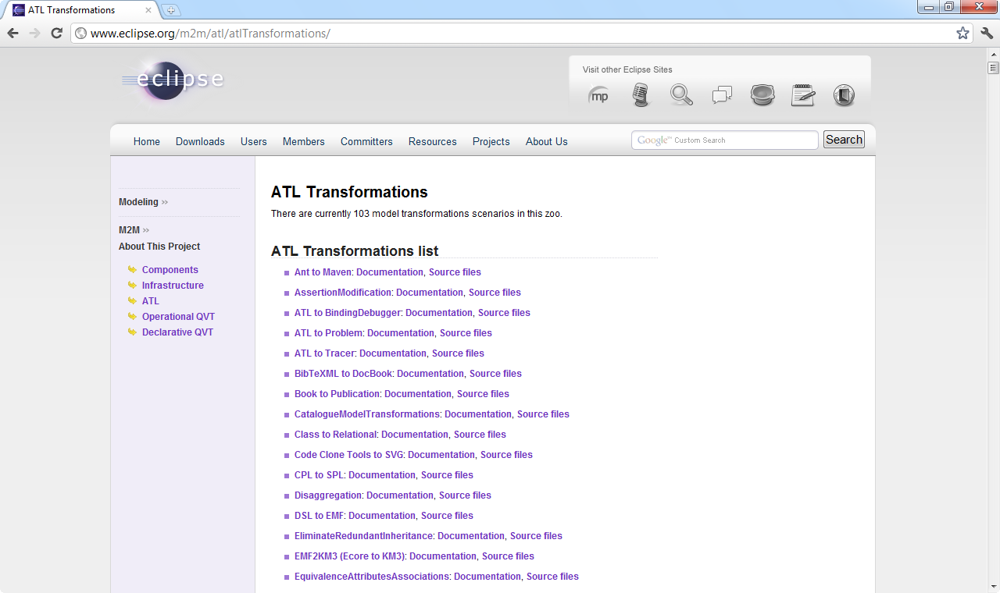 ATL Transformations
www.eclipse.org/m2m/atl/atlTransformations/
eclipse
Visit other Eclipse Sites
mp
Home Downloads Users Members Committers Resources Projects About Us
Google™ Custom Search
Search
Modeling »
M2M »
About This Project
Components
Infrastructure
ATL
Operational QVT
Declarative QVT
ATL Transformations
There are currently 103 model transformations scenarios in this zoo.
ATL Transformations list
Ant to Maven: Documentation, Source files
AssertionModification: Documentation, Source files
ATL to BindingDebugger: Documentation, Source files
ATL to Problem: Documentation, Source files
ATL to Tracer: Documentation, Source files
BibTeXML to DocBook: Documentation, Source files
Book to Publication: Documentation, Source files
CatalogueModelTransformations: Documentation, Source files
Class to Relational: Documentation, Source files
Code Clone Tools to SVG: Documentation, Source files
CPL to SPL: Documentation, Source files
Disaggregation: Documentation, Source files
DSL to EMF: Documentation, Source files
EliminateRedundantInheritance: Documentation, Source files
EMF2KM3 (Ecore to KM3): Documentation, Source files
EquivalenceAttributesAssociations: Documentation, Source files